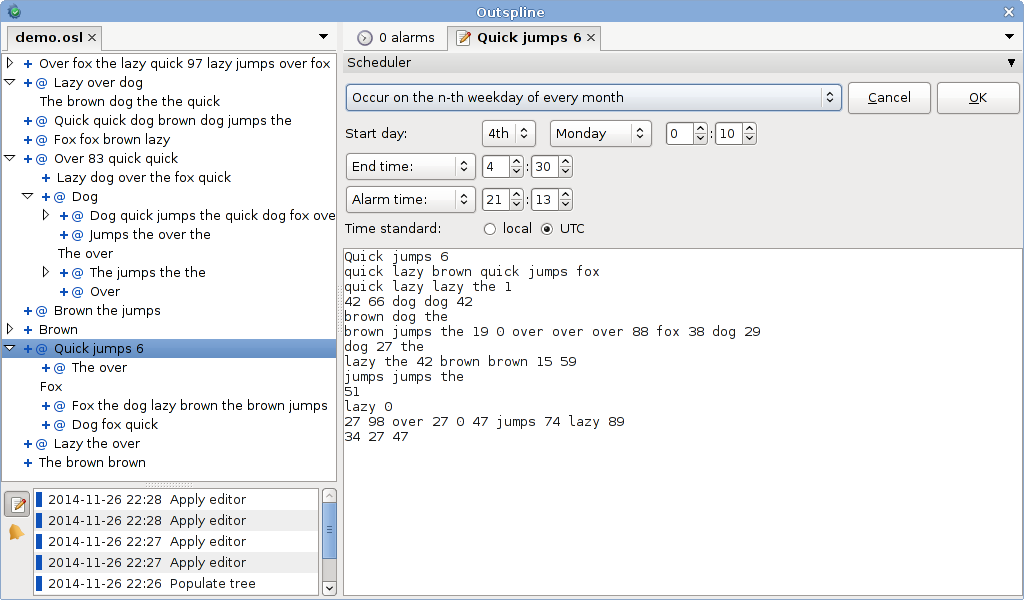 Outspline
demo.osl
0 alarms
Quick jumps 6
+ Over fox the lazy quick 97 lazy jumps over fox
+ @ Lazy over dog
The brown dog the the quick
+ @ Quick quick dog brown dog jumps the
+ @ Fox fox brown lazy
+ @ Over 83 quick quick
+ Lazy dog over the fox quick
+ @ Dog
+ @ Dog quick jumps the quick dog fox ove
+ @ Jumps the over the
The over
+ @ The jumps the the
+ @ Over
+ @ Brown the jumps
+ Brown
+ @ Quick jumps 6
+ @ The over
Fox
+ @ Fox the dog lazy brown the brown jumps
+ @ Dog fox quick
+ @ Lazy the over
+ The brown brown
2014-11-26 22:28 Apply editor
2014-11-26 22:28 Apply editor
2014-11-26 22:27 Apply editor
2014-11-26 22:27 Apply editor
2014-11-26 22:26 Populate tree
Scheduler
Occur on the n-th weekday of every month
Cancel
OK
Start day: 4th Monday 0 : 10
End time: 4 : 30
Alarm time: 21 : 13
Time standard: local UTC
Quick jumps 6
quick lazy brown quick jumps fox
quick lazy lazy the 1
42 66 dog dog 42
brown dog the
brown jumps the 19 0 over over over 88 fox 38 dog 29
dog 27 the
lazy the 42 brown brown 15 59
jumps jumps the
51
lazy 0
27 98 over 27 0 47 jumps 74 lazy 89
34 27 47